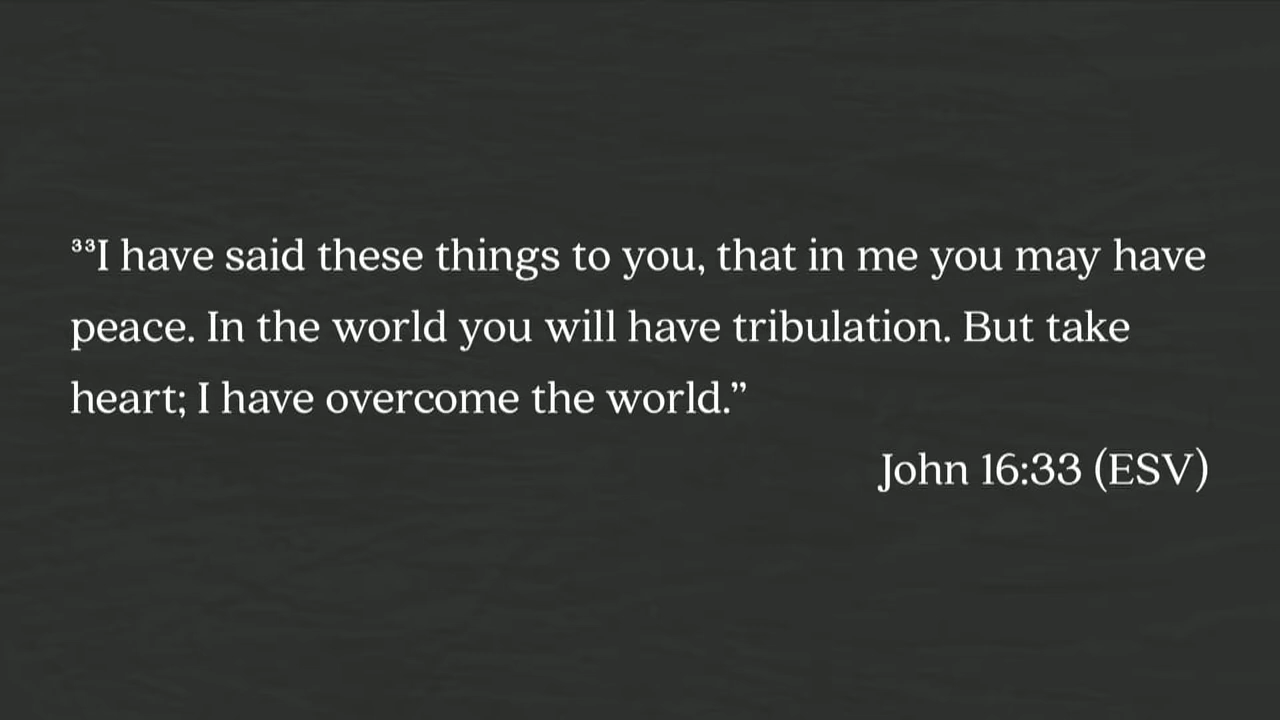 ³³I have said these things to you, that in me you may have
peace. In the world you will have tribulation. But take
heart; I have overcome the world.”
John 16:33 (ESV)